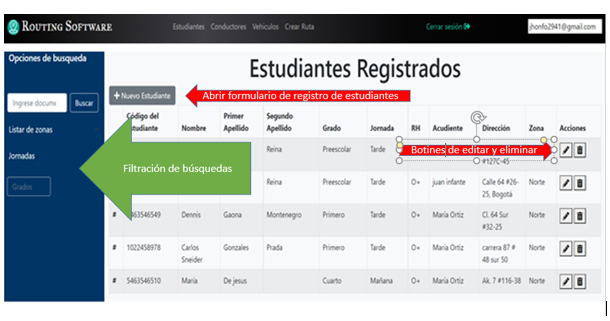 ROUTING SOFTWARE
Estudiantes Conductores Vehiculos Crear Ruta
Cerrar sesión
jhonfo2941@gmail.com
Opciones de busqueda
Ingrese docume
Buscar
Listar de zonas
Jornadas
Grados
Estudiantes Registrados
+ Nuevo Estudiante
Abrir formulario de registro de estudiantes
Código del estudiante Nombre Primer Apellido Segundo Apellido Grado Jornada RH Acudiente Dirección Zona Acciones
Reina Preescolar Tarde #127C-45
Botines de editar y eliminar
Filtración de búsquedas
Reina Preescolar Tarde O+ juan infante Calle 64 #26-25, Bogotá Norte
# 5463546549 Dennis Gaona Montenegro Primero Tarde O+ Maria Ortiz Cl. 64 Sur #32-25 Norte
# 1022458978 Carlos Sneider Gonzales Prada Primero Tarde O+ Maria Ortiz carrera 87 # 48 sur 50 Norte
# 5463546510 Maria De jesus Cuarto Mañana O+ Maria Ortiz Ak. 7 #116-38 Norte